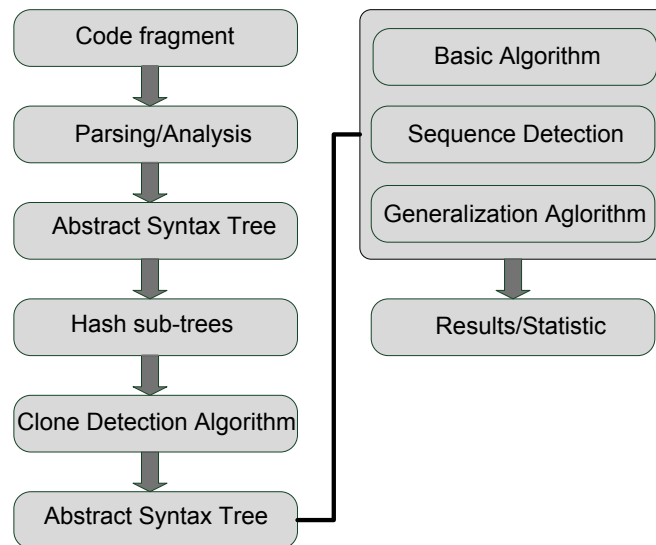 Code fragment
Parsing/Analysis
Abstract Syntax Tree
Hash sub-trees
Clone Detection Algorithm
Abstract Syntax Tree
Basic Algorithm
Sequence Detection
Generalization Aglorithm
Results/Statistic